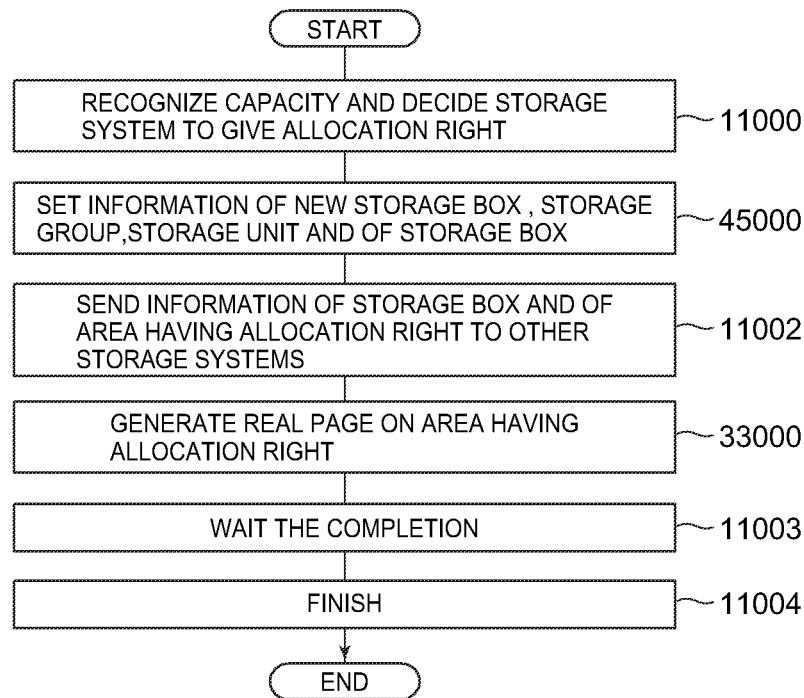 START
RECOGNIZE CAPACITY AND DECIDE STORAGE
SYSTEM TO GIVE ALLOCATION RIGHT
11000
SET INFORMATION OF NEW STORAGE BOX , STORAGE
GROUP,STORAGE UNIT AND OF STORAGE BOX
45000
SEND INFORMATION OF STORAGE BOX AND OF
AREA HAVING ALLOCATION RIGHT TO OTHER
STORAGE SYSTEMS
11002
GENERATE REAL PAGE ON AREA HAVING
ALLOCATION RIGHT
33000
WAIT THE COMPLETION
11003
FINISH
11004
END